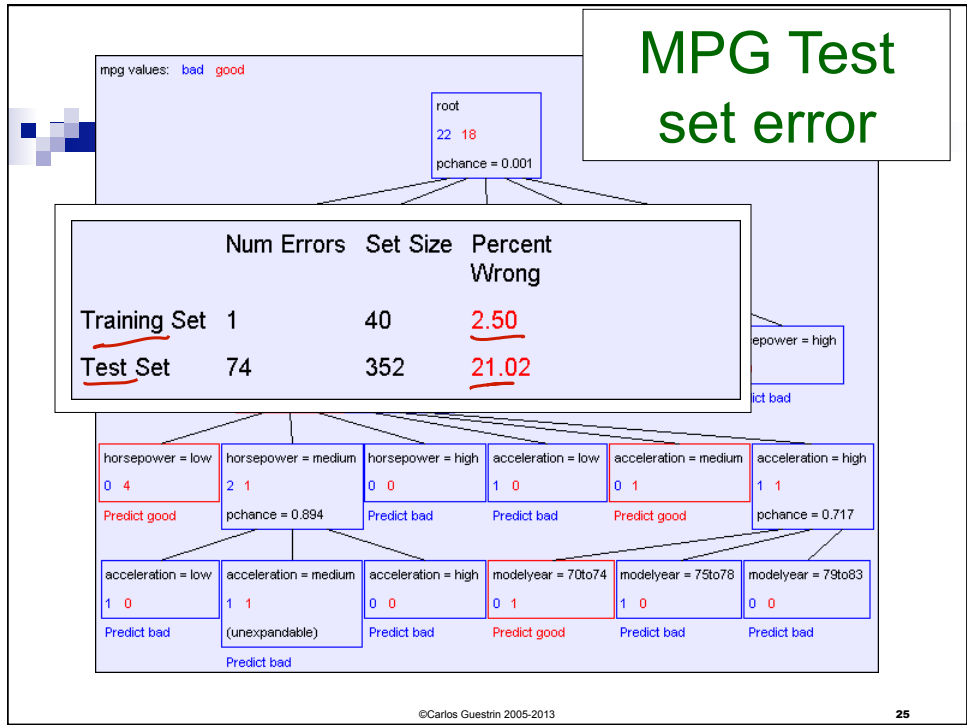 MPG Test
set error
mpg values: bad good
root
22 18
pchance = 0.001
Num Errors Set Size Percent
Wrong
Training Set 1 40 2.50
Test Set 74 352 21.02
epower = high
ict bad
horsepower = low horsepower = medium horsepower = high acceleration = low acceleration = medium acceleration = high
0 4 2 1 0 0 1 0 0 1 1 1
Predict good pchance = 0.894 Predict bad Predict bad Predict good pchance = 0.717
acceleration = low acceleration = medium acceleration = high modelyear = 70to74 modelyear = 75to78 modelyear = 79to83
1 0 1 1 0 0 0 1 1 0 0 0
Predict bad (unexpandable) Predict bad Predict good Predict bad Predict bad
Predict bad
©Carlos Guestrin 2005-2013 25